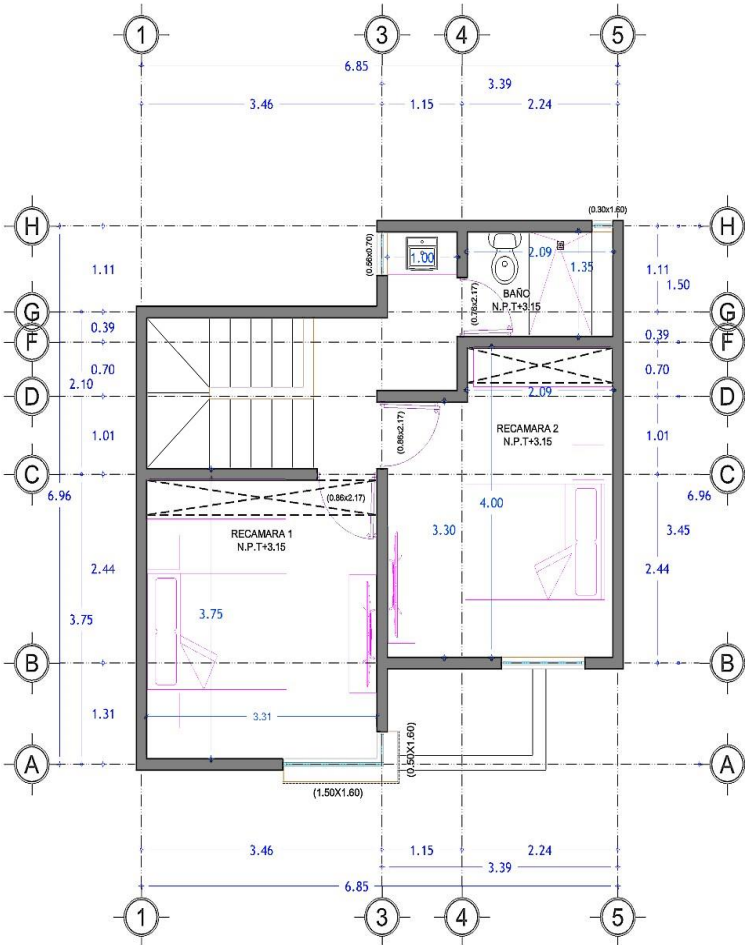 1 3 4 5
6.85
3.39
3.46 1.15 2.24
H H
(0.30x1.60)
(0.56x0.70)
1.00
2.09
1.35
1.11 1.11
1.50
BAÑO
N.P.T+3.15
(0.76x2.17)
G G
0.39 0.39
F F
0.70 0.70
2.10
2.09
D D
(0.86x2.17)
RECAMARA 2
N.P.T+3.15
1.01 1.01
C C
6.96 6.96
(0.86x2.17)
4.00
RECAMARA 1
N.P.T+3.15
3.30
3.45
2.44 2.44
3.75
3.75
B B
1.31
3.31
(0.50X1.60)
A A
(1.50X1.60)
3.46 1.15 2.24
3.39
6.85
1 3 4 5